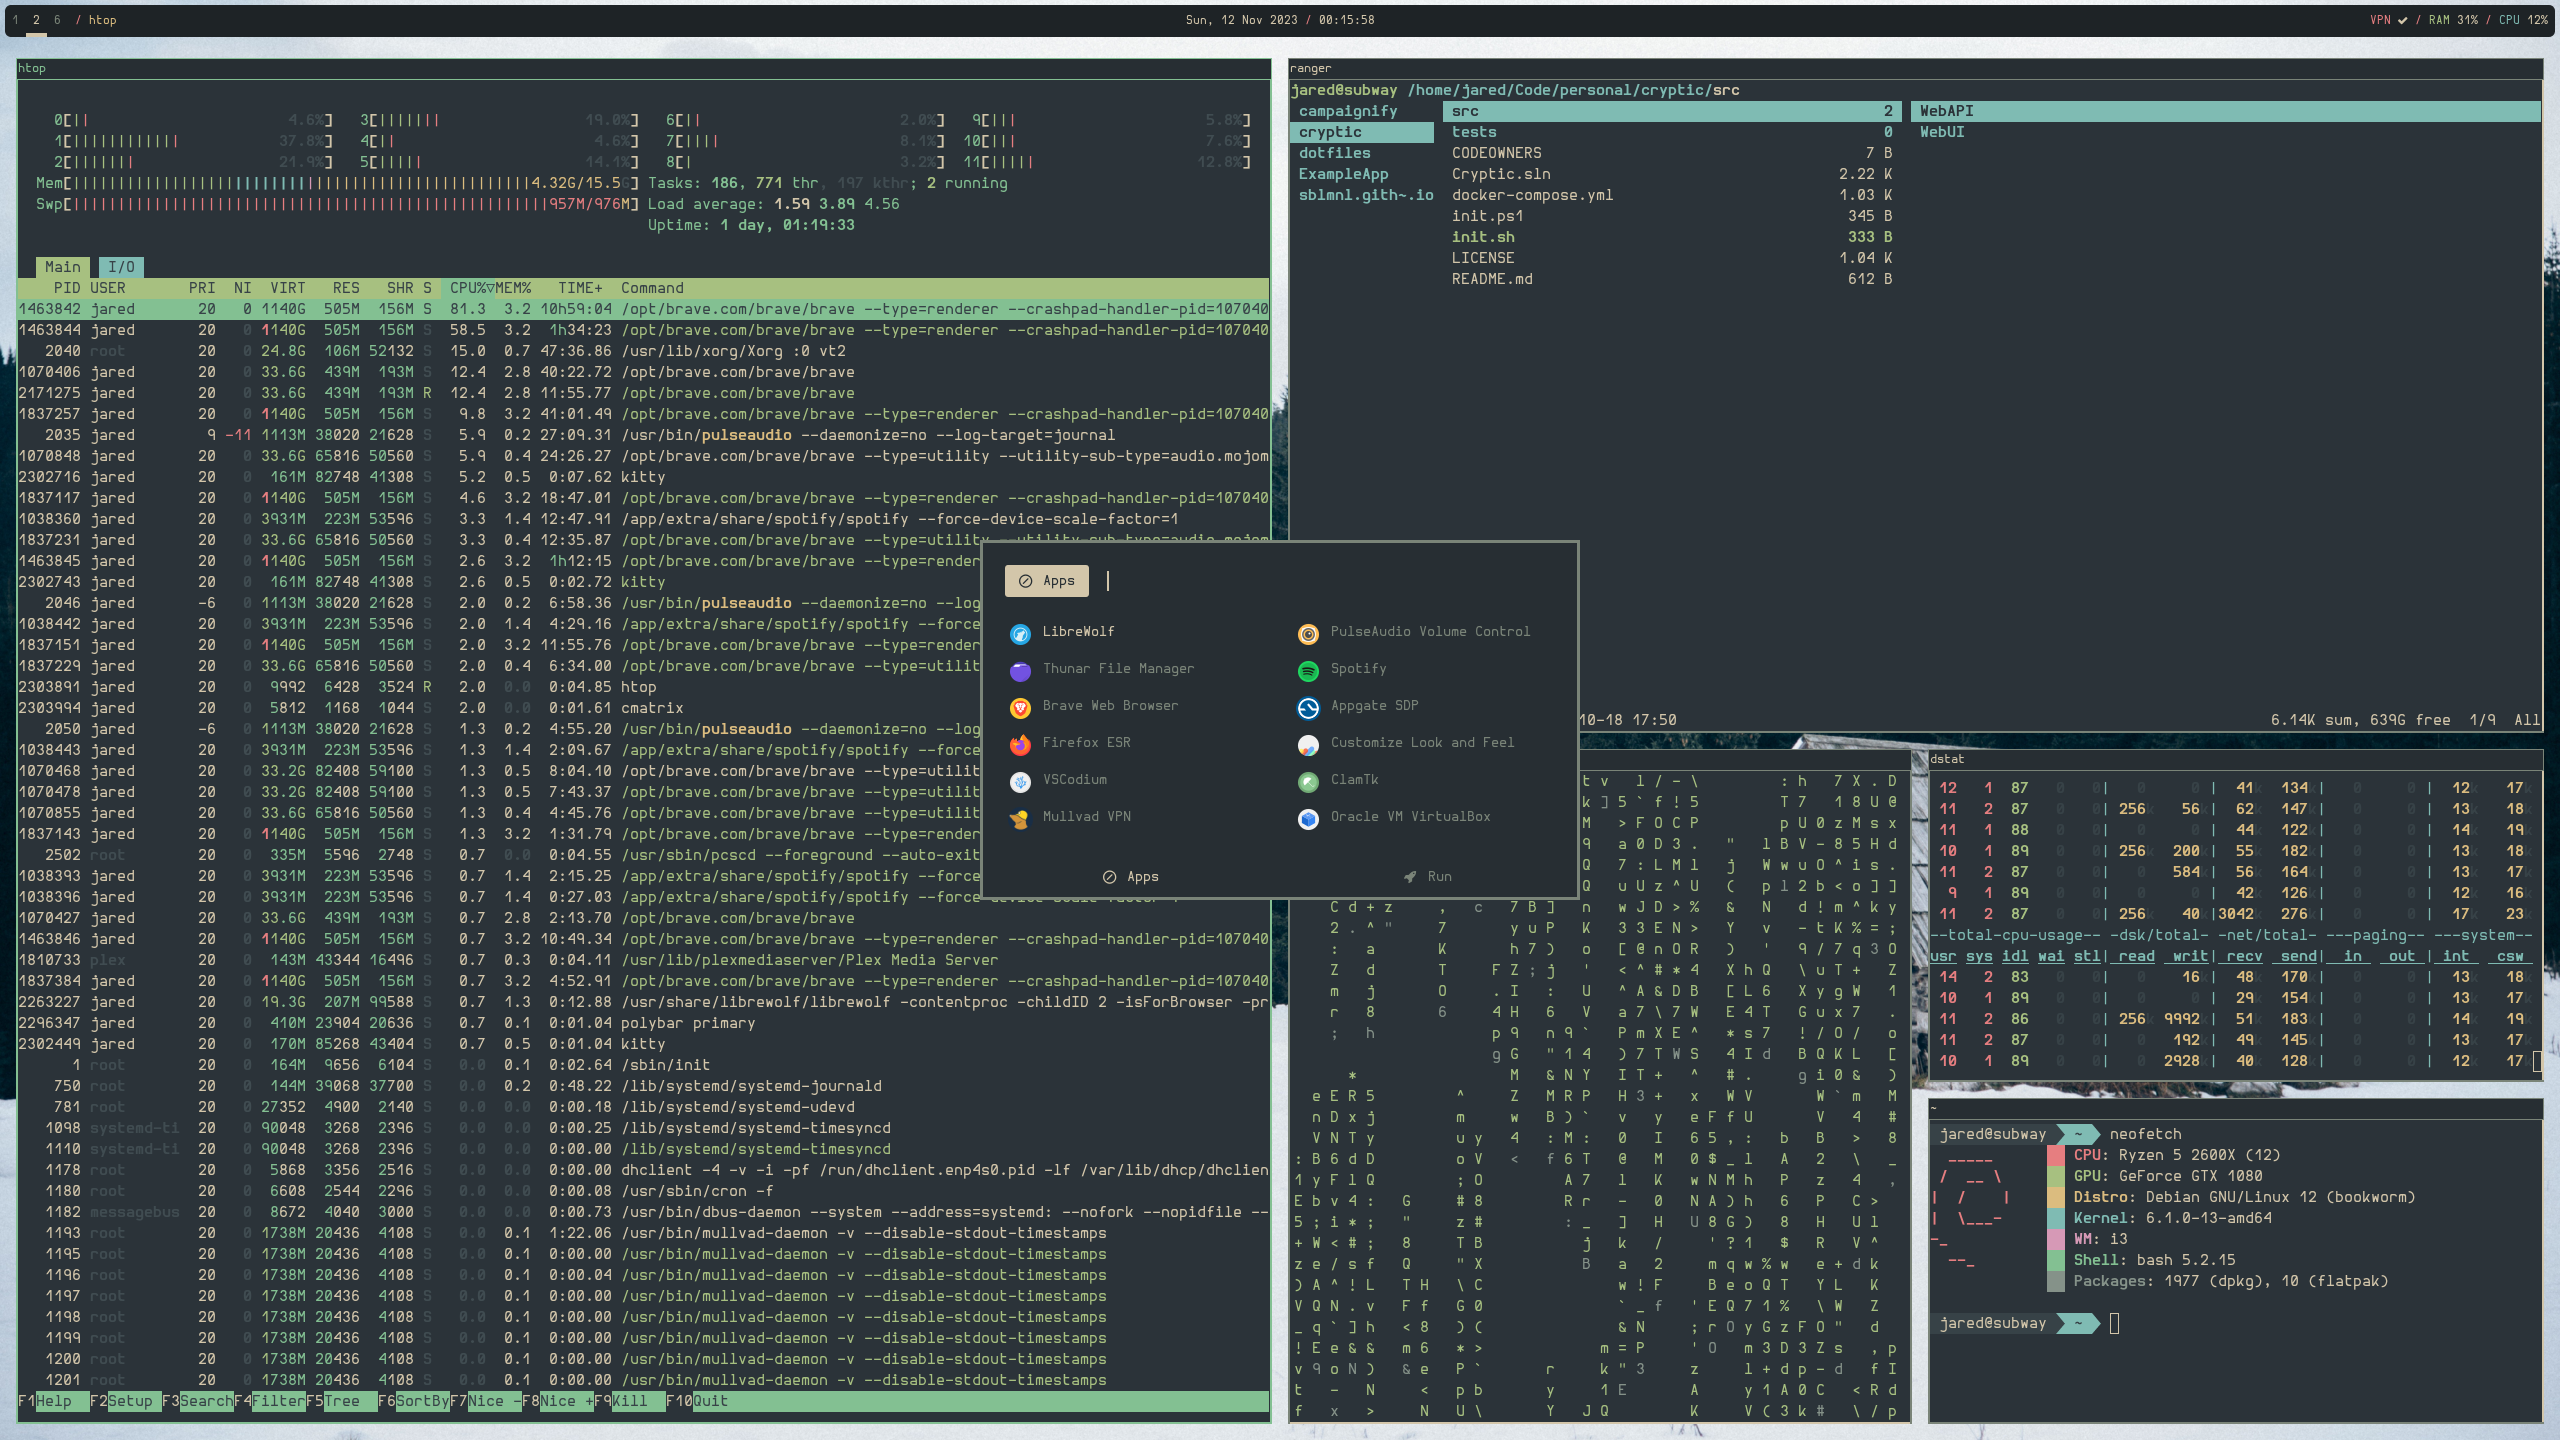 1 2 6 / htop
Sun, 12 Nov 2023 / 00:15:58
VPN ✔ / RAM 31% / CPU 12%
htop
0[|| 4.6%] 3[||||||| 19.0%] 6[|| 2.0%] 9[||| 5.8%]
1[|||||||||||| 37.8%] 4[|| 4.6%] 7[|||| 8.1%] 10[||| 7.6%]
2[||||||| 21.9%] 5[||||| 14.1%] 8[| 3.2%] 11[||||| 12.8%]
Mem[4.32G/15.5G] Tasks: 186, 771 thr, 197 kthr; 2 running
Swp[957M/976M] Load average: 1.59 3.89 4.56
Uptime: 1 day, 01:19:33
Main I/O
PID USER PRI NI VIRT RES SHR S CPU%▽MEM% TIME+ Command
1463842 jared 20 0 1140G 505M 156M S 81.3 3.2 10h59:04 /opt/brave.com/brave/brave --type=renderer --crashpad-handler-pid=107040
1463844 jared 20 0 1140G 505M 156M S 58.5 3.2 1h34:23 /opt/brave.com/brave/brave --type=renderer --crashpad-handler-pid=107040
2040 root 20 0 24.8G 106M 52132 S 15.0 0.7 47:36.86 /usr/lib/xorg/Xorg :0 vt2
1070406 jared 20 0 33.6G 439M 193M S 12.4 2.8 40:22.72 /opt/brave.com/brave/brave
2171275 jared 20 0 33.6G 439M 193M R 12.4 2.8 11:55.77 /opt/brave.com/brave/brave
1837257 jared 20 0 1140G 505M 156M S 9.8 3.2 41:01.49 /opt/brave.com/brave/brave --type=renderer --crashpad-handler-pid=107040
2035 jared 9 -11 1113M 38020 21628 S 5.9 0.2 27:09.31 /usr/bin/pulseaudio --daemonize=no --log-target=journal
1070848 jared 20 0 33.6G 65816 50560 S 5.9 0.4 24:26.27 /opt/brave.com/brave/brave --type=utility --utility-sub-type=audio.mojom
2302716 jared 20 0 161M 82748 41308 S 5.2 0.5 0:07.62 kitty
1837117 jared 20 0 1140G 505M 156M S 4.6 3.2 18:47.01 /opt/brave.com/brave/brave --type=renderer --crashpad-handler-pid=107040
1038360 jared 20 0 3931M 223M 53596 S 3.3 1.4 12:47.91 /app/extra/share/spotify/spotify --force-device-scale-factor=1
1837231 jared 20 0 33.6G 65816 50560 S 3.3 0.4 12:35.87 /opt/brave.com/brave/brave --type=utility --utility-sub-type=audio.mojom
1463845 jared 20 0 1140G 505M 156M S 2.6 3.2 1h12:15 /opt/brave.com/brave/brave --type=render
2302743 jared 20 0 161M 82748 41308 S 2.6 0.5 0:02.72 kitty
2046 jared -6 0 1113M 38020 21628 S 2.0 0.2 6:58.36 /usr/bin/pulseaudio --daemonize=no --log
1038442 jared 20 0 3931M 223M 53596 S 2.0 1.4 4:29.16 /app/extra/share/spotify/spotify --force
1837151 jared 20 0 1140G 505M 156M S 2.0 3.2 11:55.76 /opt/brave.com/brave/brave --type=render
1837229 jared 20 0 33.6G 65816 50560 S 2.0 0.4 6:34.00 /opt/brave.com/brave/brave --type=utilit
2303891 jared 20 0 9992 6428 3524 R 2.0 0.0 0:04.85 htop
2303994 jared 20 0 5812 1168 1044 S 2.0 0.0 0:01.61 cmatrix
2050 jared -6 0 1113M 38020 21628 S 1.3 0.2 4:55.20 /usr/bin/pulseaudio --daemonize=no --log
1038443 jared 20 0 3931M 223M 53596 S 1.3 1.4 2:09.67 /app/extra/share/spotify/spotify --force
1070468 jared 20 0 33.2G 82408 59100 S 1.3 0.5 8:04.10 /opt/brave.com/brave/brave --type=utilit
1070478 jared 20 0 33.2G 82408 59100 S 1.3 0.5 7:43.37 /opt/brave.com/brave/brave --type=utilit
1070855 jared 20 0 33.6G 65816 50560 S 1.3 0.4 4:45.76 /opt/brave.com/brave/brave --type=utilit
1837143 jared 20 0 1140G 505M 156M S 1.3 3.2 1:31.79 /opt/brave.com/brave/brave --type=render
2502 root 20 0 335M 5596 2748 S 0.7 0.0 0:04.55 /usr/sbin/pcscd --foreground --auto-exit
1038393 jared 20 0 3931M 223M 53596 S 0.7 1.4 2:15.25 /app/extra/share/spotify/spotify --force
1038396 jared 20 0 3931M 223M 53596 S 0.7 1.4 0:27.03 /app/extra/share/spotify/spotify --force
1070427 jared 20 0 33.6G 439M 193M S 0.7 2.8 2:13.70 /opt/brave.com/brave/brave
1463846 jared 20 0 1140G 505M 156M S 0.7 3.2 10:49.34 /opt/brave.com/brave/brave --type=renderer --crashpad-handler-pid=107040
1810733 plex 20 0 143M 43344 16496 S 0.7 0.3 0:04.11 /usr/lib/plexmediaserver/Plex Media Server
1837384 jared 20 0 1140G 505M 156M S 0.7 3.2 4:52.91 /opt/brave.com/brave/brave --type=renderer --crashpad-handler-pid=107040
2263227 jared 20 0 19.3G 207M 99588 S 0.7 1.3 0:12.88 /usr/share/librewolf/librewolf -contentproc -childID 2 -isForBrowser -pr
2296347 jared 20 0 410M 23904 20636 S 0.7 0.1 0:01.04 polybar primary
2302449 jared 20 0 170M 85268 43404 S 0.7 0.5 0:01.04 kitty
1 root 20 0 164M 9656 6104 S 0.0 0.1 0:02.64 /sbin/init
750 root 20 0 144M 39068 37700 S 0.0 0.2 0:48.22 /lib/systemd/systemd-journald
781 root 20 0 27352 4900 2140 S 0.0 0.0 0:00.18 /lib/systemd/systemd-udevd
1098 systemd-ti 20 0 90048 3268 2396 S 0.0 0.0 0:00.25 /lib/systemd/systemd-timesyncd
1110 systemd-ti 20 0 90048 3268 2396 S 0.0 0.0 0:00.00 /lib/systemd/systemd-timesyncd
1178 root 20 0 5868 3356 2516 S 0.0 0.0 0:00.00 dhclient -4 -v -i -pf /run/dhclient.enp4s0.pid -lf /var/lib/dhcp/dhclien
1180 root 20 0 6608 2544 2296 S 0.0 0.0 0:00.08 /usr/sbin/cron -f
1182 messagebus 20 0 8672 4040 3000 S 0.0 0.0 0:00.73 /usr/bin/dbus-daemon --system --address=systemd: --nofork --nopidfile --
1193 root 20 0 1738M 20436 4108 S 0.0 0.1 1:22.06 /usr/bin/mullvad-daemon -v --disable-stdout-timestamps
1195 root 20 0 1738M 20436 4108 S 0.0 0.1 0:00.00 /usr/bin/mullvad-daemon -v --disable-stdout-timestamps
1196 root 20 0 1738M 20436 4108 S 0.0 0.1 0:00.04 /usr/bin/mullvad-daemon -v --disable-stdout-timestamps
1197 root 20 0 1738M 20436 4108 S 0.0 0.1 0:00.00 /usr/bin/mullvad-daemon -v --disable-stdout-timestamps
1198 root 20 0 1738M 20436 4108 S 0.0 0.1 0:00.00 /usr/bin/mullvad-daemon -v --disable-stdout-timestamps
1199 root 20 0 1738M 20436 4108 S 0.0 0.1 0:00.00 /usr/bin/mullvad-daemon -v --disable-stdout-timestamps
1200 root 20 0 1738M 20436 4108 S 0.0 0.1 0:00.00 /usr/bin/mullvad-daemon -v --disable-stdout-timestamps
1201 root 20 0 1738M 20436 4108 S 0.0 0.1 0:00.00 /usr/bin/mullvad-daemon -v --disable-stdout-timestamps
F1Help F2Setup F3SearchF4FilterF5Tree F6SortByF7Nice -F8Nice +F9Kill F10Quit
ranger
jared@subway /home/jared/Code/personal/cryptic/src
campaignify src 2 WebAPI
cryptic tests 0 WebUI
dotfiles CODEOWNERS 7 B
ExampleApp Cryptic.sln 2.22 K
sblmnl.gith~.io docker-compose.yml 1.03 K
init.ps1 345 B
init.sh 333 B
LICENSE 1.04 K
README.md 612 B
10-18 17:50 6.14K sum, 639G free 1/9 All
Apps
LibreWolf PulseAudio Volume Control
Thunar File Manager Spotify
Brave Web Browser Appgate SDP
Firefox ESR Customize Look and Feel
VSCodium ClamTk
Mullvad VPN Oracle VM VirtualBox
Apps Run
dstat
12 1 87 0 0| 0 0| 41k 134k| 0 0 | 12k 17k
11 2 87 0 0| 256k 56k| 62k 147k| 0 0 | 13k 18k
11 1 88 0 0| 0 0| 44k 122k| 0 0 | 14k 19k
10 1 89 0 0| 256k 200k| 55k 182k| 0 0 | 13k 18k
11 2 87 0 0| 0 584k| 56k 164k| 0 0 | 13k 17k
9 1 89 0 0| 0 0| 42k 126k| 0 0 | 12k 16k
11 2 87 0 0| 256k 40k|3042k 276k| 0 0 | 17k 23k
--total-cpu-usage-- -dsk/total- -net/total- ---paging-- ---system--
usr sys idl wai stl| read writ| recv send| in out | int csw
14 2 83 0 0| 0 16k| 48k 170k| 0 0 | 13k 18k
10 1 89 0 0| 0 0| 29k 154k| 0 0 | 13k 17k
11 2 86 0 0| 256k 9992k| 51k 183k| 0 0 | 14k 19k
11 2 87 0 0| 0 192k| 49k 145k| 0 0 | 13k 17k
10 1 89 0 0| 0 2928k| 40k 128k| 0 0 | 12k 17k
~
jared@subway ~ neofetch
CPU: Ryzen 5 2600X (12)
GPU: GeForce GTX 1080
Distro: Debian GNU/Linux 12 (bookworm)
Kernel: 6.1.0-13-amd64
WM: i3
Shell: bash 5.2.15
Packages: 1977 (dpkg), 10 (flatpak)
jared@subway ~